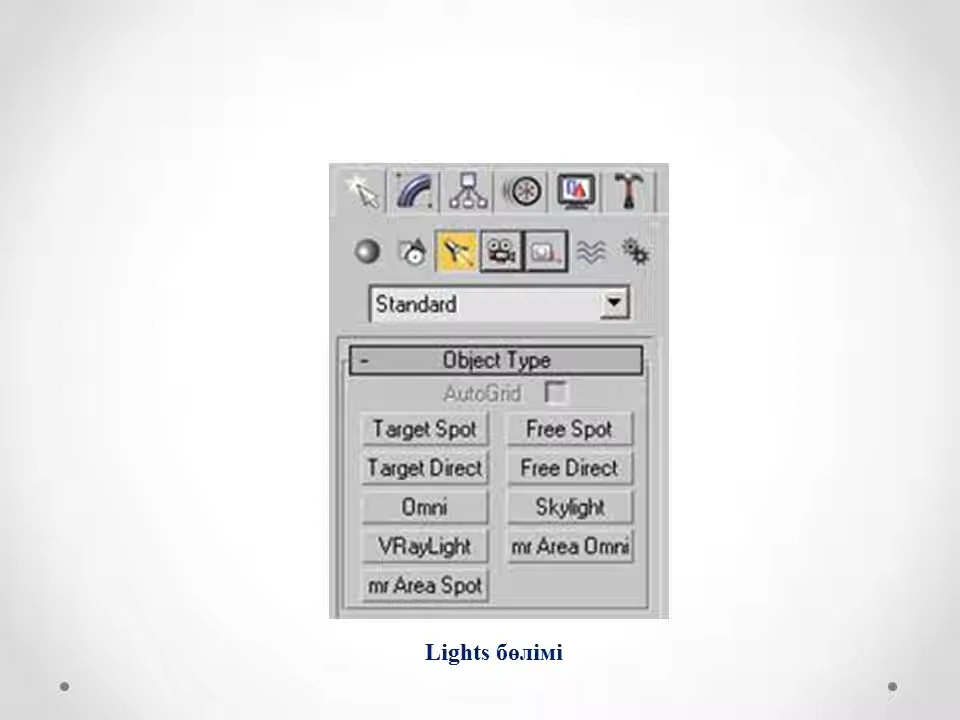 Standard
- Object Type
AutoGrid
Target Spot Free Spot
Target Direct Free Direct
Omni Skylight
VRayLight mr Area Omni
mr Area Spot
Lights бөлімі